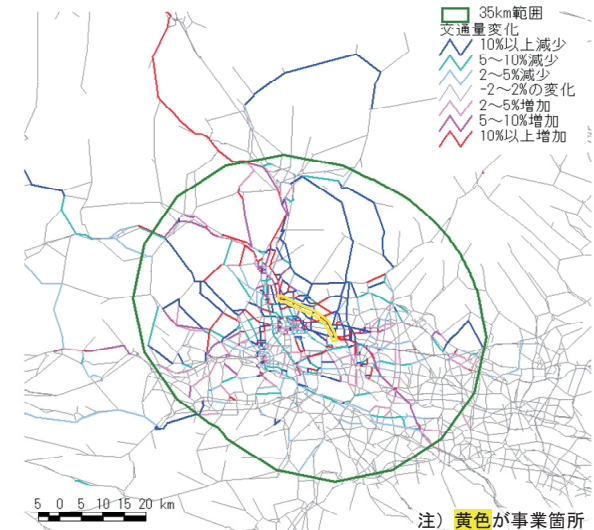 35km範囲
交通量変化
10%以上減少
5～10%減少
2～5%減少
-2～2%の変化
2～5%増加
5～10%増加
10%以上増加
5 0 5 10 15 20 km
注）黄色が事業箇所